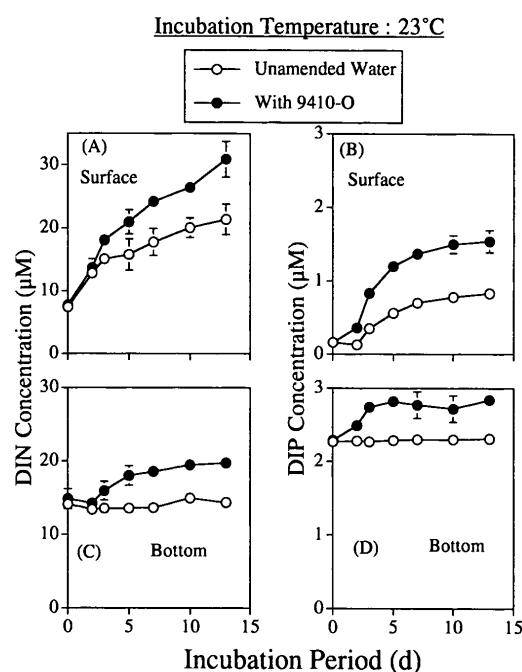 Incubation Temperature : 23°C
Unamended Water
With 9410-O
(A)
Surface
30
20
10
0
(B)
Surface
3
2
1
0
DIN Concentration (µM)
DIP Concentration (µM)
30
20
10
0
(C)
Bottom
3
2
1
0
(D)
Bottom
0
5
10
15
0
5
10
15
Incubation Period (d)